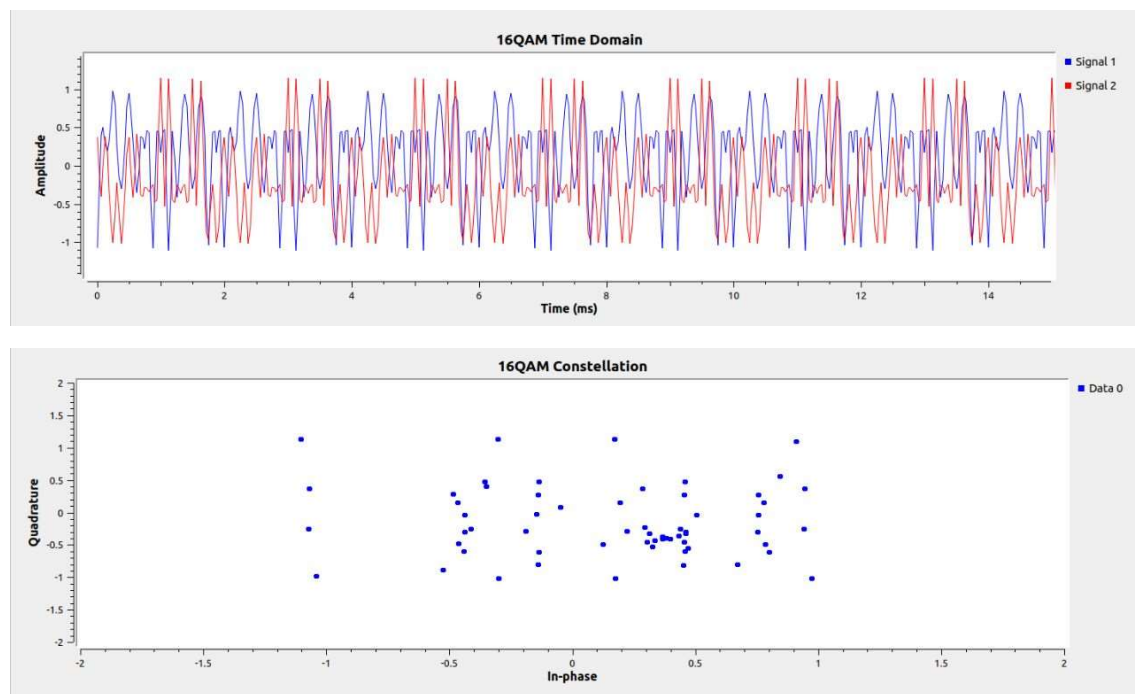 16QAM Time Domain
Signal 1
Signal 2
Amplitude
1
0.5
0
-0.5
-1
0 2 4 6 8 10 12 14
Time (ms)
16QAM Constellation
Data 0
Quadrature
2
1.5
1
0.5
0
-0.5
-1
-1.5
-2
-2 -1.5 -1 -0.5 0 0.5 1 1.5 2
In-phase